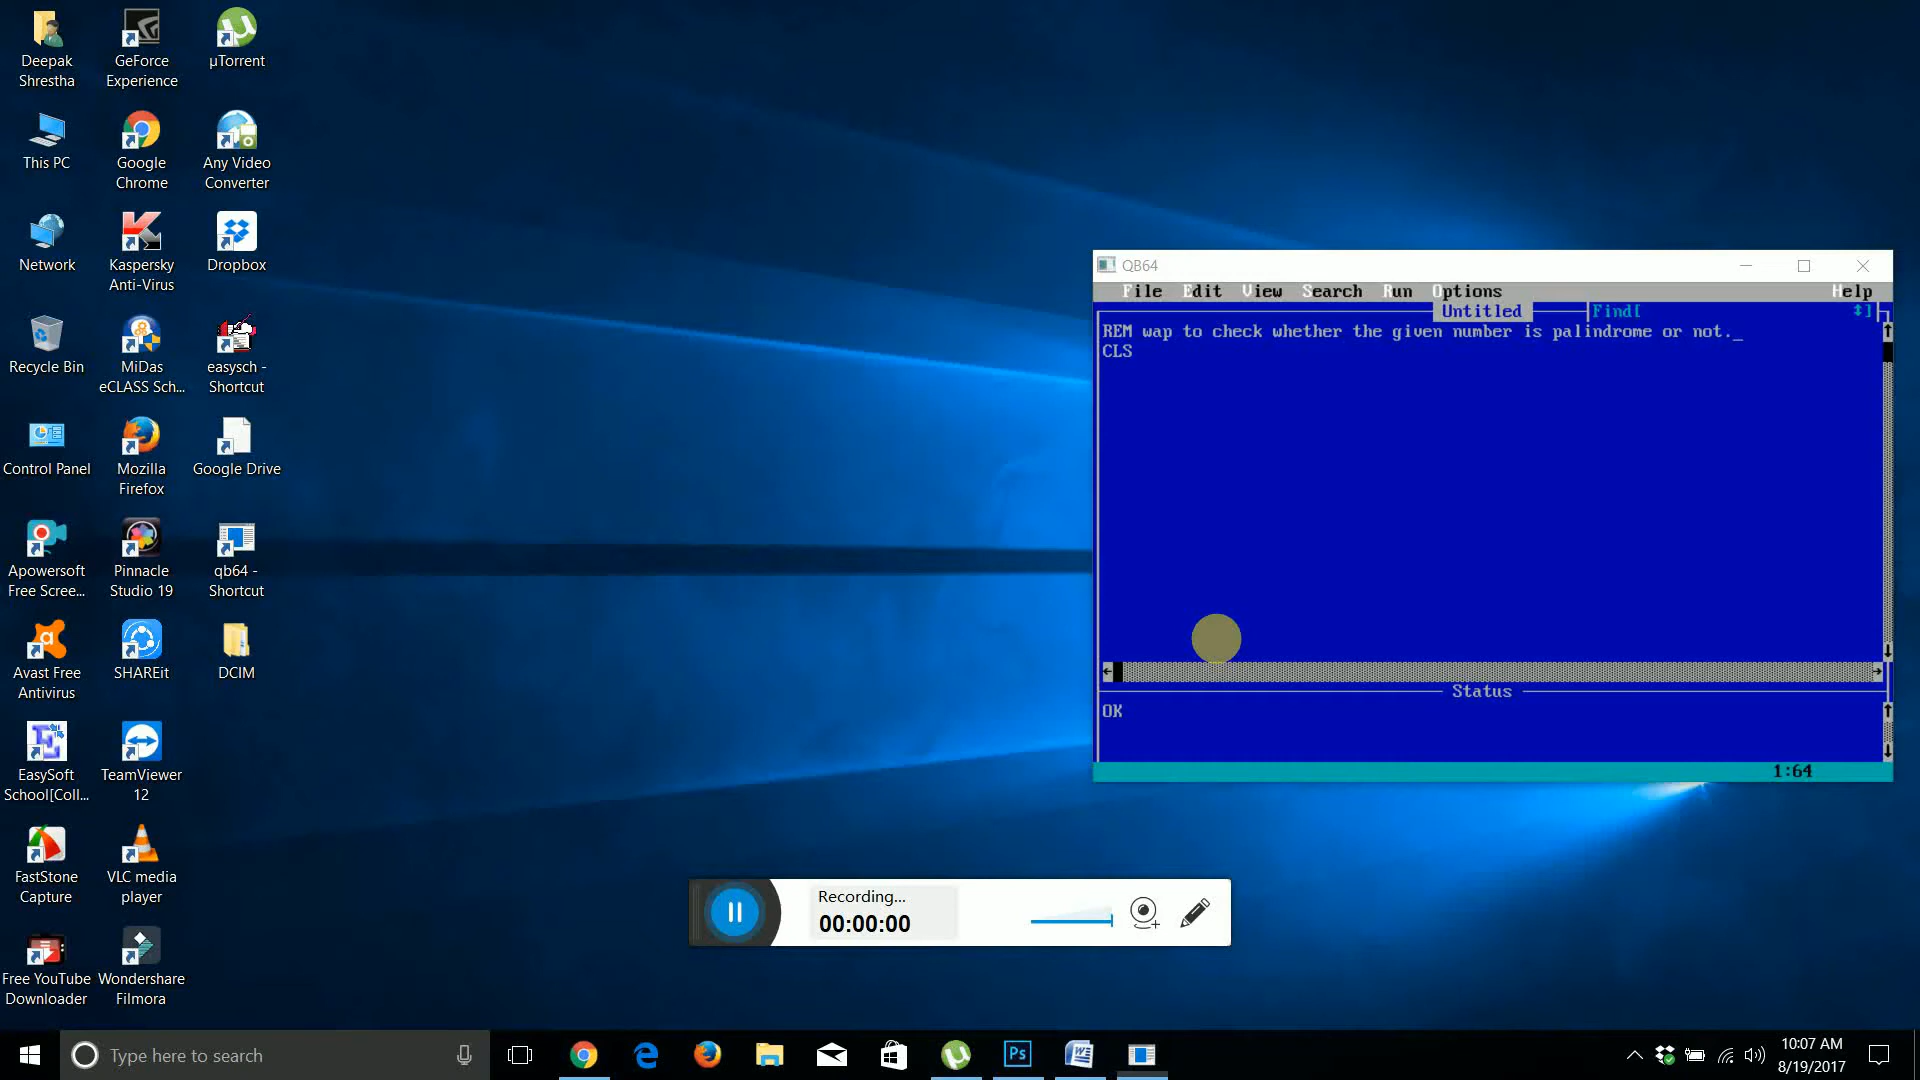 Deepak
Shrestha
GeForce
Experience
µTorrent
This PC
Google
Chrome
Any Video
Converter
Network
Kaspersky
Anti-Virus
Dropbox
Recycle Bin
MiDas
eCLASS Sch...
easysch -
Shortcut
Control Panel
Mozilla
Firefox
Google Drive
Apowersoft
Free Scree...
Pinnacle
Studio 19
qb64 -
Shortcut
Avast Free
Antivirus
SHAREit
DCIM
EasySoft
School[Coll...
TeamViewer
12
FastStone
Capture
VLC media
player
Free YouTube
Downloader
Wondershare
Filmora
QB64
File Edit View Search Run Options Help
Untitled Find[ ]
REM wap to check whether the given number is palindrome or not._
CLS
Status
OK
1:64
Recording...
00:00:00
Type here to search
Ps
10:07 AM
8/19/2017